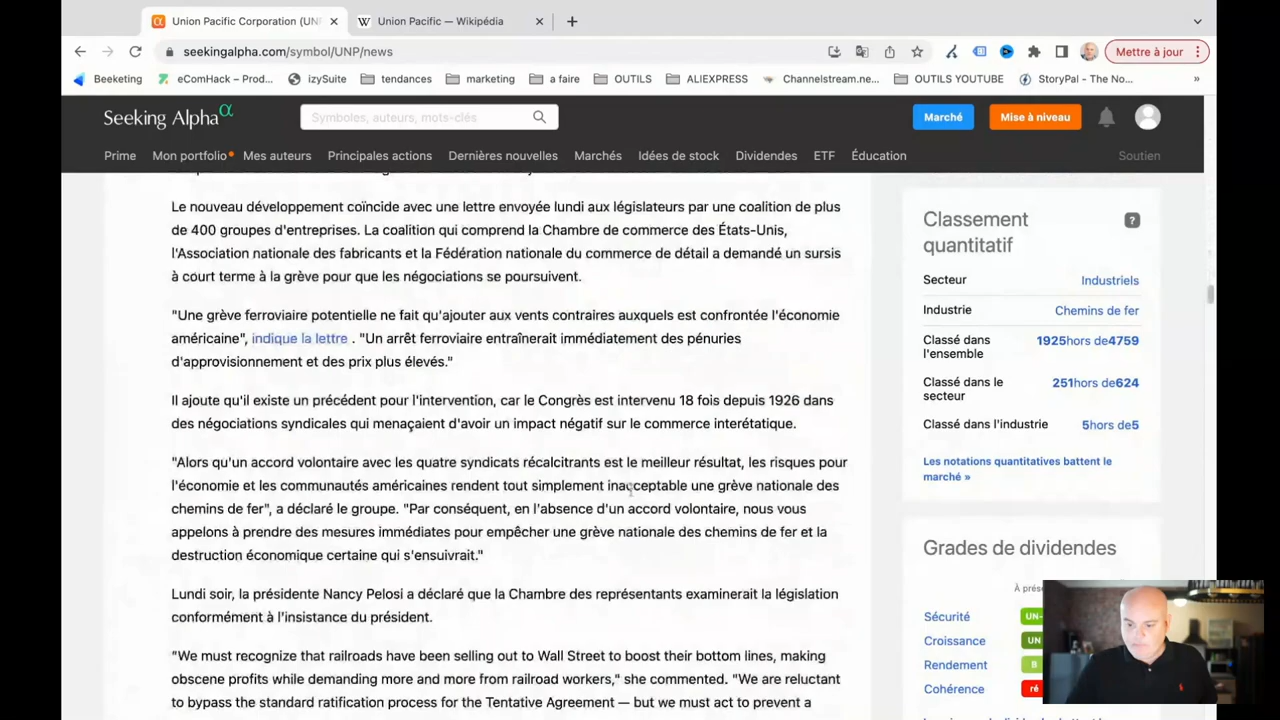 Union Pacific Corporation (UN
Union Pacific — Wikipédia
seekingalpha.com/symbol/UNP/news
Mettre à jour
Beeketing
eComHack – Prod...
izySuite
tendances
marketing
a faire
OUTILS
ALIEXPRESS
Channelstream.ne...
OUTILS YOUTUBE
StoryPal - The No...
»
Seeking Alpha α
Symboles, auteurs, mots-clés
Marché
Mise à niveau
Prime
Mon portfolio
Mes auteurs
Principales actions
Dernières nouvelles
Marchés
Idées de stock
Dividendes
ETF
Éducation
Soutien
Le nouveau développement coïncide avec une lettre envoyée lundi aux législateurs par une coalition de plus
de 400 groupes d'entreprises. La coalition qui comprend la Chambre de commerce des États-Unis,
l'Association nationale des fabricants et la Fédération nationale du commerce de détail a demandé un sursis
à court terme à la grève pour que les négociations se poursuivent.
"Une grève ferroviaire potentielle ne fait qu'ajouter aux vents contraires auxquels est confrontée l'économie
américaine", indique la lettre . "Un arrêt ferroviaire entraînerait immédiatement des pénuries
d'approvisionnement et des prix plus élevés."
Il ajoute qu'il existe un précédent pour l'intervention, car le Congrès est intervenu 18 fois depuis 1926 dans
des négociations syndicales qui menaçaient d'avoir un impact négatif sur le commerce interétatique.
"Alors qu'un accord volontaire avec les quatre syndicats récalcitrants est le meilleur résultat, les risques pour
l'économe et les communautés américaines rendent tout simplement inacceptable une grève nationale des
chemins de fer", a déclaré le groupe. "Par conséquent, en l'absence d'un accord volontaire, nous vous
appelons à prendre des mesures immédiates pour empêcher une grève nationale des chemins de fer et la
destruction économique certaine qui s'ensuivrait."
Lundi soir, la présidente Nancy Pelosi a déclaré que la Chambre des représentants examinerait la législation
conformément à l'insistance du président.
"We must recognize that railroads have been selling out to Wall Street to boost their bottom lines, making
obscene profits while demanding more and more from railroad workers," she commented. "We are reluctant
to bypass the standard ratification process for the Tentative Agreement — but we must act to prevent a
Classement
quantitatif
?
Secteur
Industriels
Industrie
Chemins de fer
Classé dans
l'ensemble
1925hors de4759
Classé dans le
secteur
251hors de624
Classé dans l'industrie
5hors de5
Les notations quantitatives battent le
marché »
Grades de dividendes
À prés
Sécurité
UN-
Croissance
UN
Rendement
B
Cohérence
ré